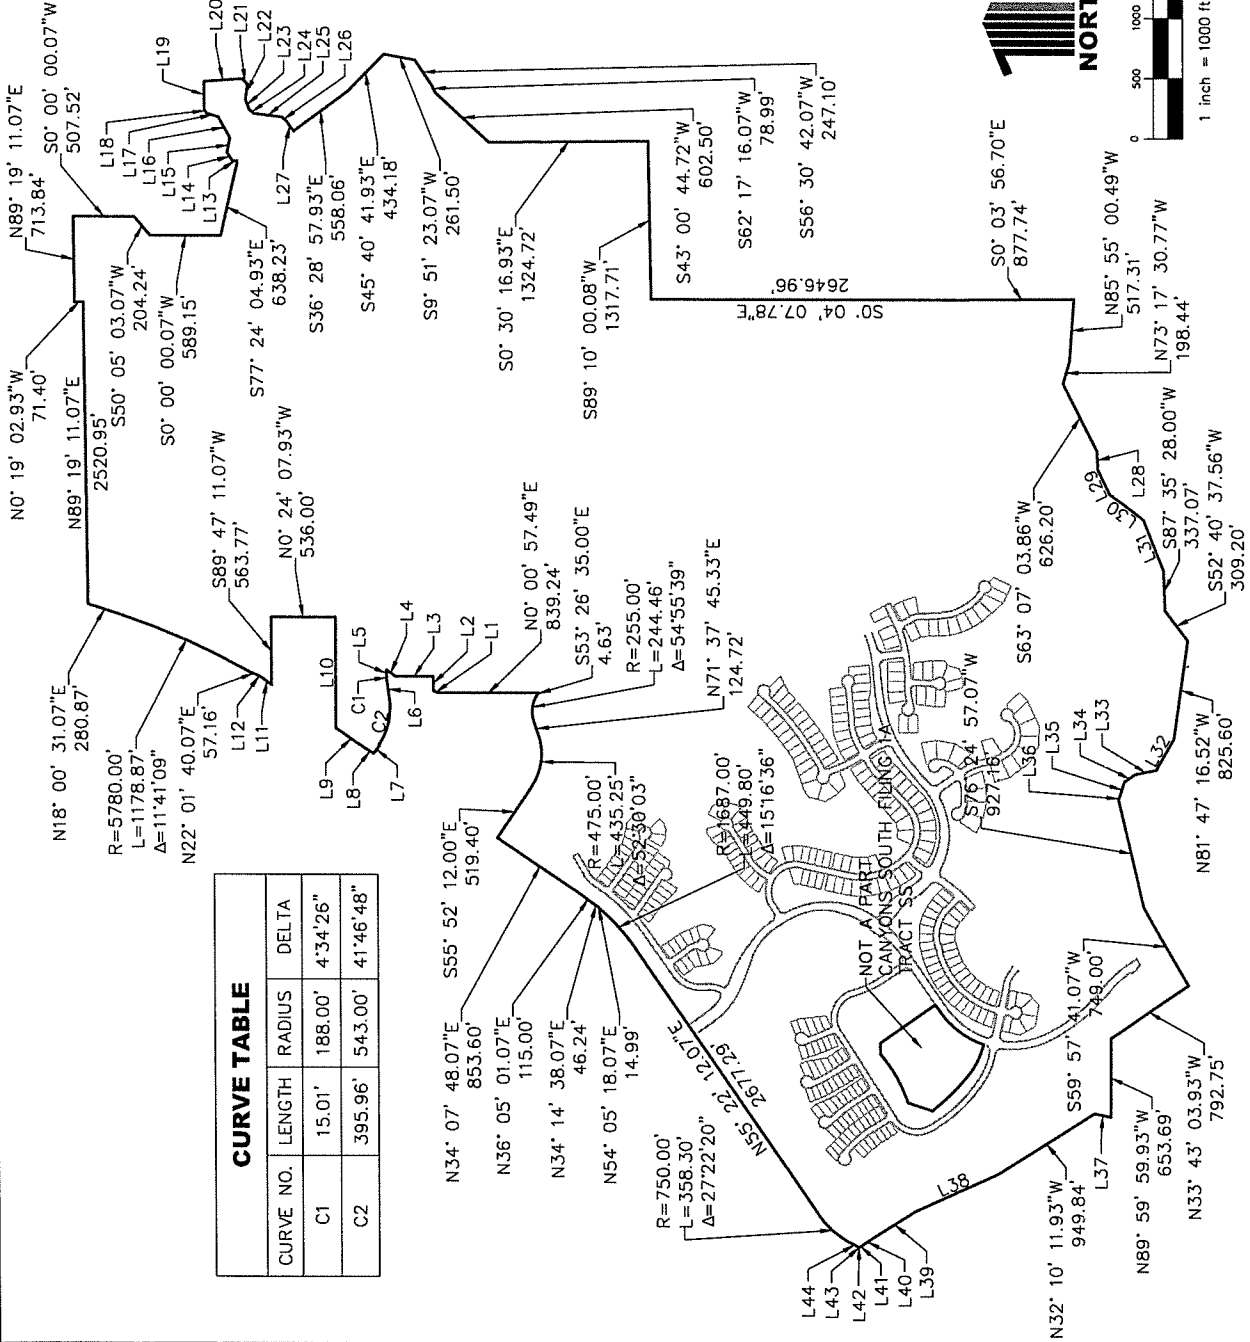 N89° 19' 11.07"E
713.84'
S0° 00' 00.07"W
507.52'
N0° 19' 02.93"W
71.40'
N89° 19' 11.07"E
2520.95'
S50° 05' 03.07"W
204.24'
S0° 00' 00.07"W
589.15'
S77° 24' 04.93"E
638.23'
L13
L14
L15
L16
L17
L18
L19
L20
L21
L22
L23
L24
L25
L26
L27
S36° 28' 57.93"E
558.06'
S45° 40' 41.93"E
434.18'
S9° 51' 23.07"W
261.50'
S0° 30' 16.93"E
1324.72'
S89° 10' 00.08"W
1317.71'
S43° 00' 44.72"W
602.50'
S62° 17' 16.07"W
78.99'
S56° 30' 42.07"W
247.10'
NORT
0
500
1000
1 inch = 1000 ft
N18° 00' 31.07"E
280.87'
R=5780.00'
L=1178.87'
Δ=11°41'09"
N22° 01' 40.07"E
57.16'
L12
L11
S89° 47' 11.07"W
563.77'
N0° 24' 07.93"W
536.00'
L10
L9
L8
L7
C2
C1
L6
L5
L4
L3
L2
L1
N0° 00' 57.49"E
839.24'
S53° 26' 35.00"E
4.63'
R=255.00'
L=244.46'
Δ=54°55'39"
N71° 37' 45.33"E
124.72'
S0° 04' 07.78"E
2646.96'
S0° 03' 56.70"E
877.74'
N85° 55' 00.49"W
517.31'
N73° 17' 30.77"W
198.44'
S63° 07' 03.86"W
626.20'
L28
L29
L30
L31
S87° 35' 28.00"W
337.07'
S52° 40' 37.56"W
309.20'
N81° 47' 16.52"W
825.60'
L32
L33
L34
L35
L36
S76° 24' 57.07"W
927.16'
CURVE TABLE
CURVE NO. LENGTH RADIUS DELTA
C1 15.01' 188.00' 4°34'26"
C2 395.96' 543.00' 41°46'48"
S55° 52' 12.00"E
519.40'
R=475.00'
L=435.25'
Δ=52°30'03"
N34° 07' 48.07"E
853.60'
N36° 05' 01.07"E
115.00'
N34° 14' 38.07"E
46.24'
N54° 05' 18.07"E
14.99'
R=1687.00'
L=449.80'
Δ=15°16'36"
N55° 22' 12.07"E
2677.29'
R=750.00'
L=358.30'
Δ=27°22'20"
NOT A PART
CANYONS SOUTH FILING 1A
TRACT SS
S59° 57' 41.07"W
749.00'
N33° 43' 03.93"W
792.75'
N89° 59' 59.93"W
653.69'
L37
N32° 10' 11.93"W
949.84'
L38
L39
L40
L41
L42
L43
L44